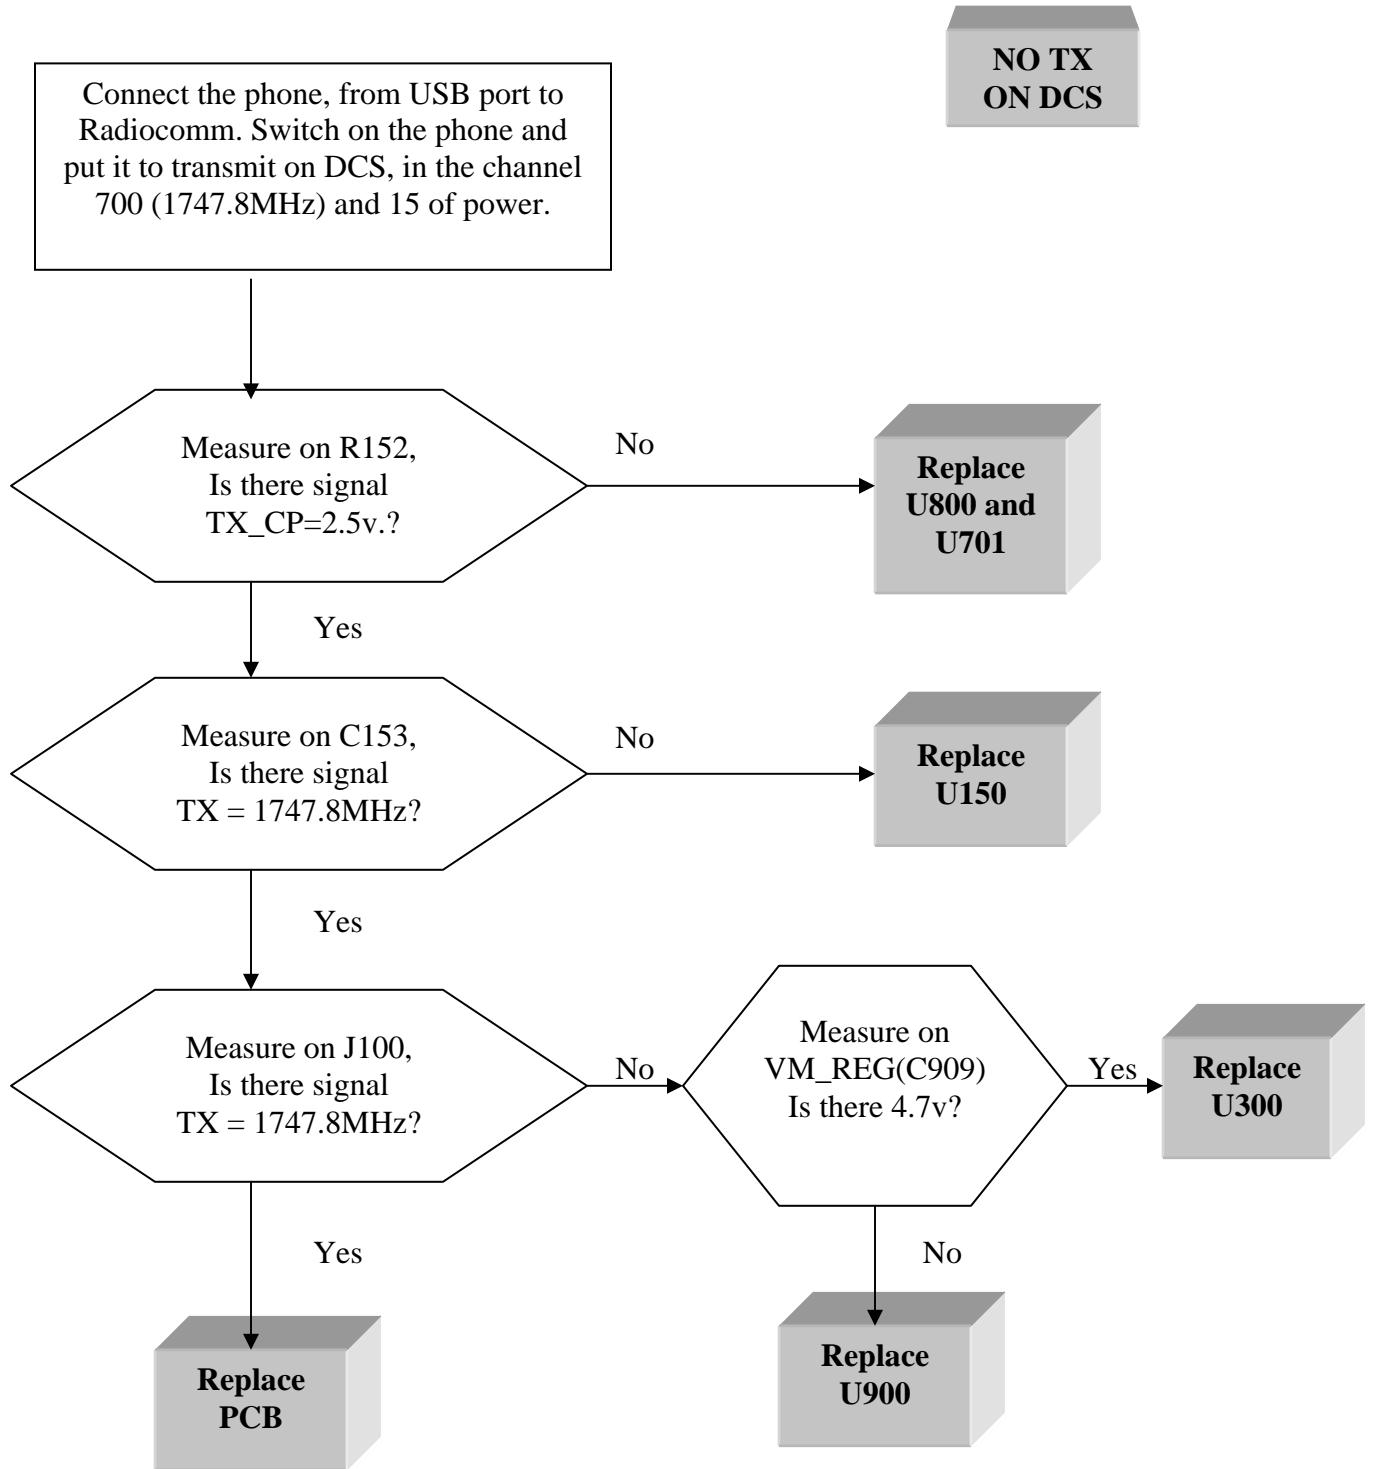 NO TX
ON DCS
Connect the phone, from USB port to
Radiocomm. Switch on the phone and
put it to transmit on DCS, in the channel
700 (1747.8MHz) and 15 of power.
Measure on R152,
Is there signal
TX_CP=2.5v.?
No
Replace
U800 and
U701
Yes
Measure on C153,
Is there signal
TX = 1747.8MHz?
No
Replace
U150
Yes
Measure on J100,
Is there signal
TX = 1747.8MHz?
No
Measure on
VM_REG(C909)
Is there 4.7v?
Yes
Replace
U300
Yes
No
Replace
PCB
Replace
U900